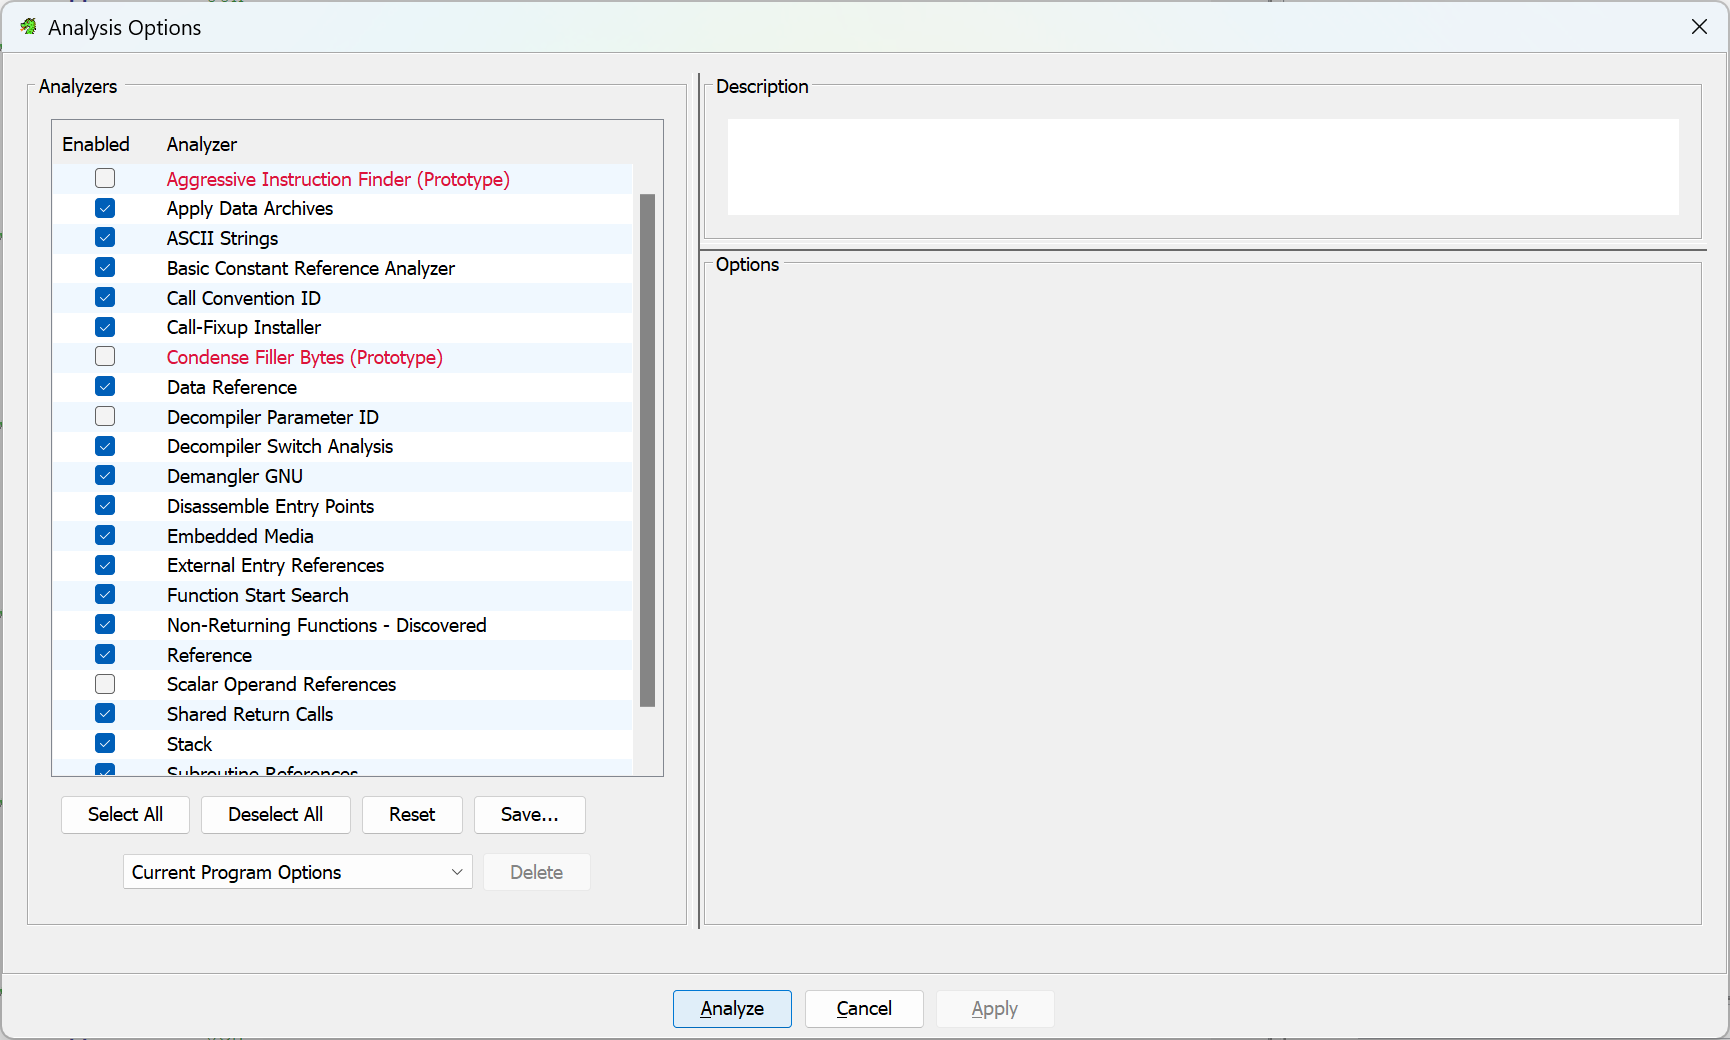 Analysis Options
Analyzers
Enabled Analyzer
Aggressive Instruction Finder (Prototype)
Apply Data Archives
ASCII Strings
Basic Constant Reference Analyzer
Call Convention ID
Call-Fixup Installer
Condense Filler Bytes (Prototype)
Data Reference
Decompiler Parameter ID
Decompiler Switch Analysis
Demangler GNU
Disassemble Entry Points
Embedded Media
External Entry References
Function Start Search
Non-Returning Functions - Discovered
Reference
Scalar Operand References
Shared Return Calls
Stack
Subroutine References
Select All Deselect All Reset Save...
Current Program Options Delete
Description
Options
Analyze Cancel Apply